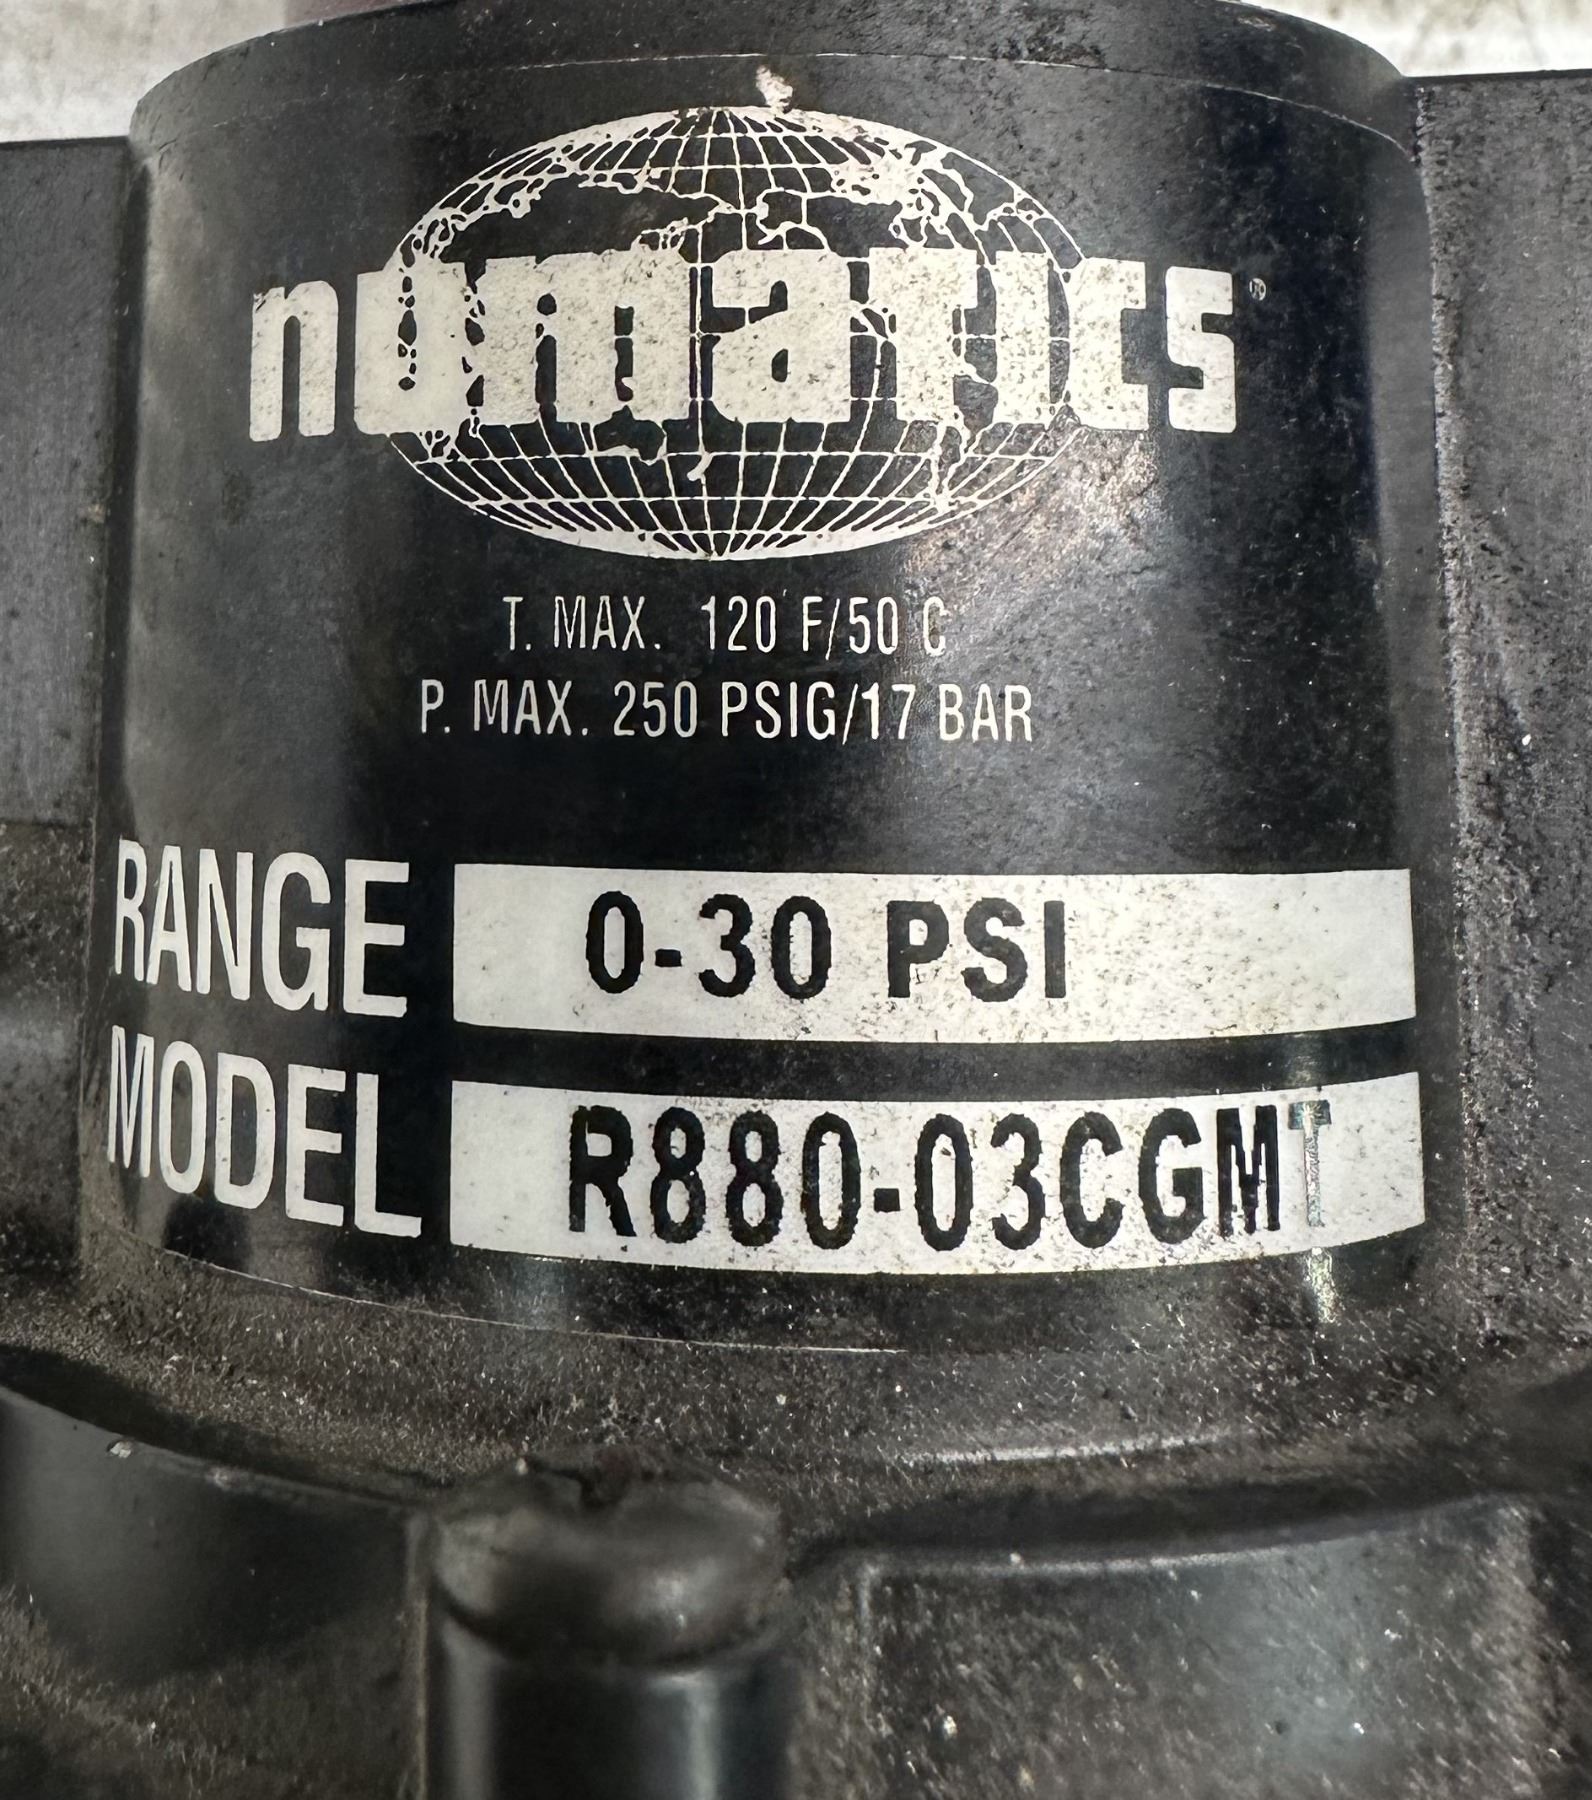 numatics®
T. MAX. 120 F/50 C
P. MAX. 250 PSIG/17 BAR
RANGE 0-30 PSI
MODEL R880-03CGMT